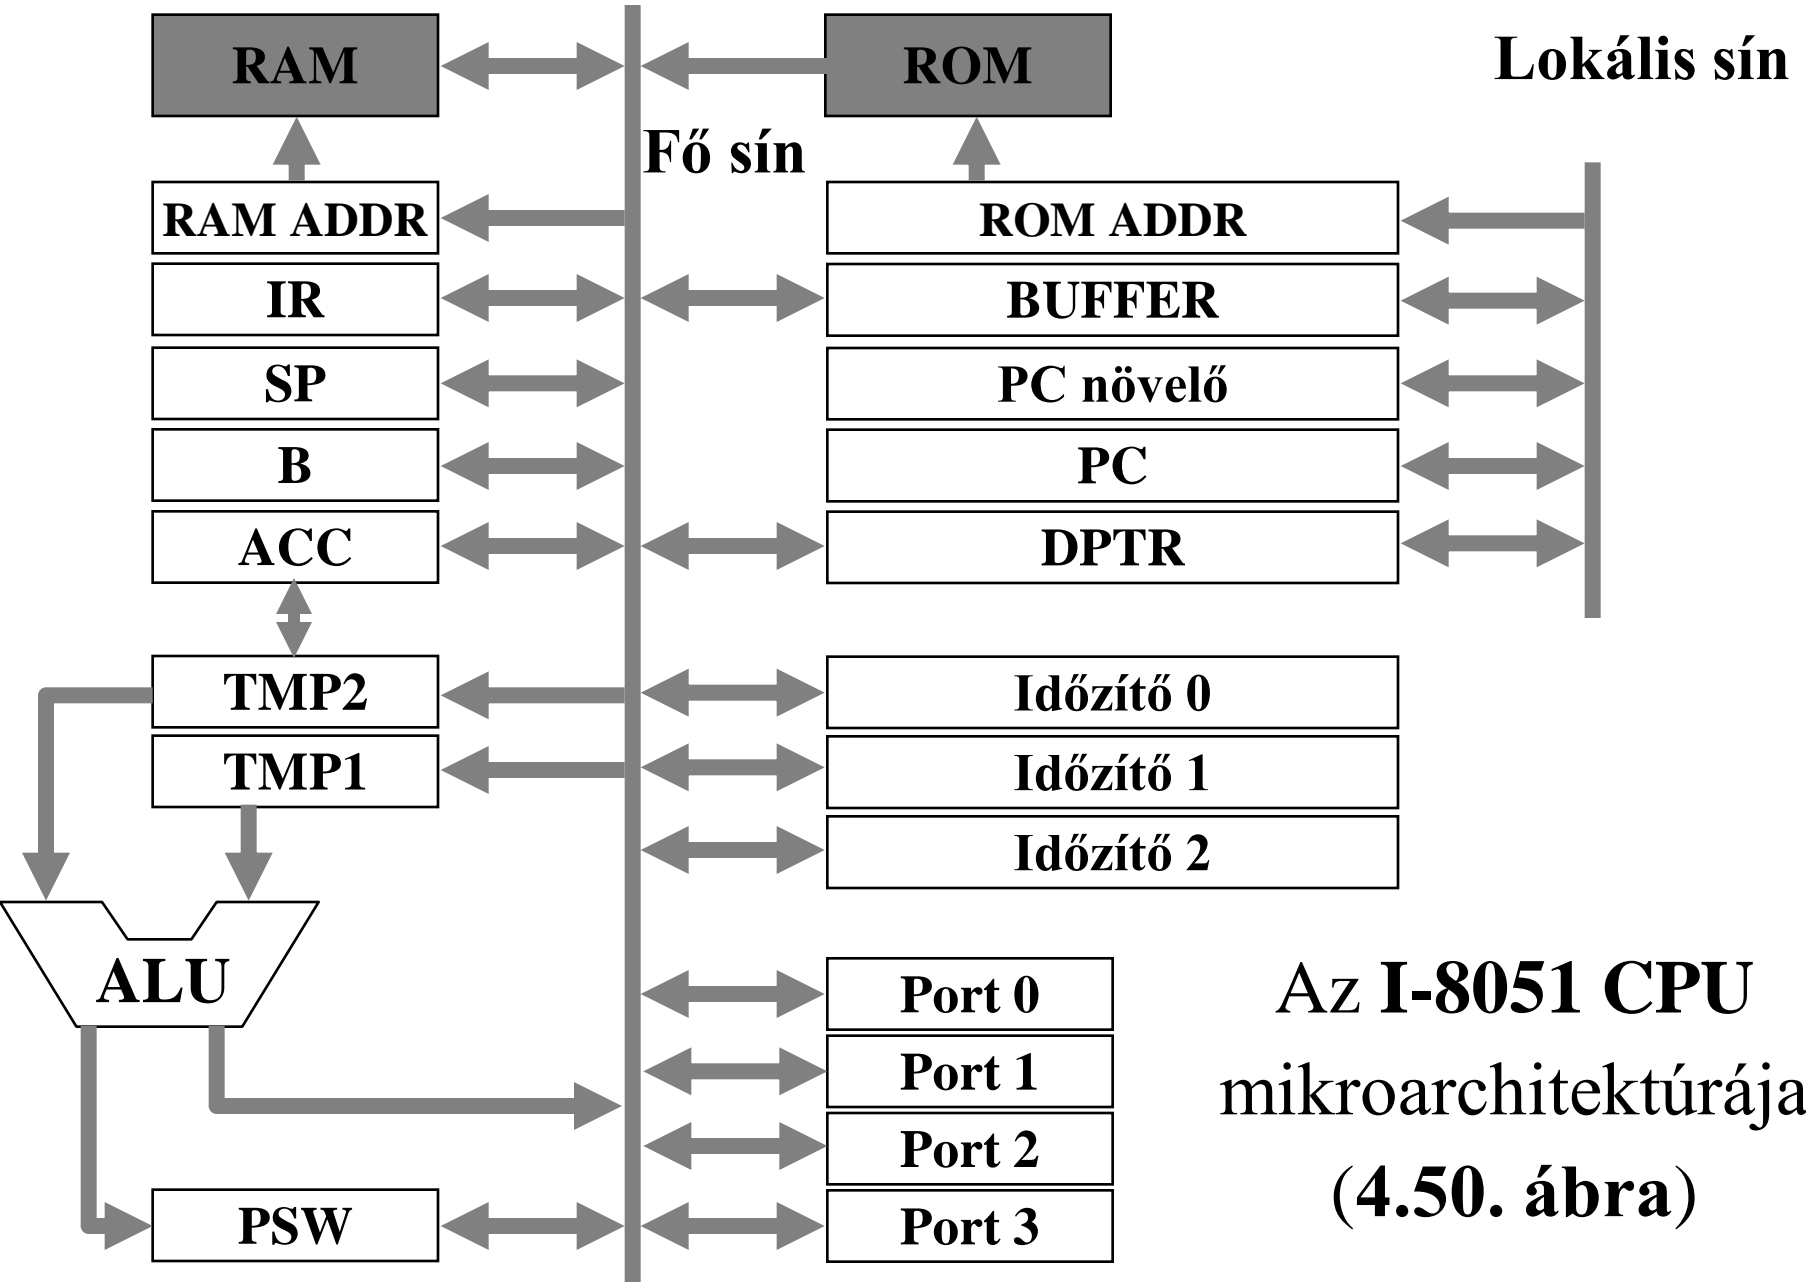 RAM
ROM
Lokális sín
Fő sín
RAM ADDR
ROM ADDR
IR
BUFFER
SP
PC növelő
B
PC
ACC
DPTR
TMP2
Időzítő 0
TMP1
Időzítő 1
Időzítő 2
ALU
Port 0
Port 1
Port 2
PSW
Port 3
Az I-8051 CPU
mikroarchitektúrája
(4.50. ábra)